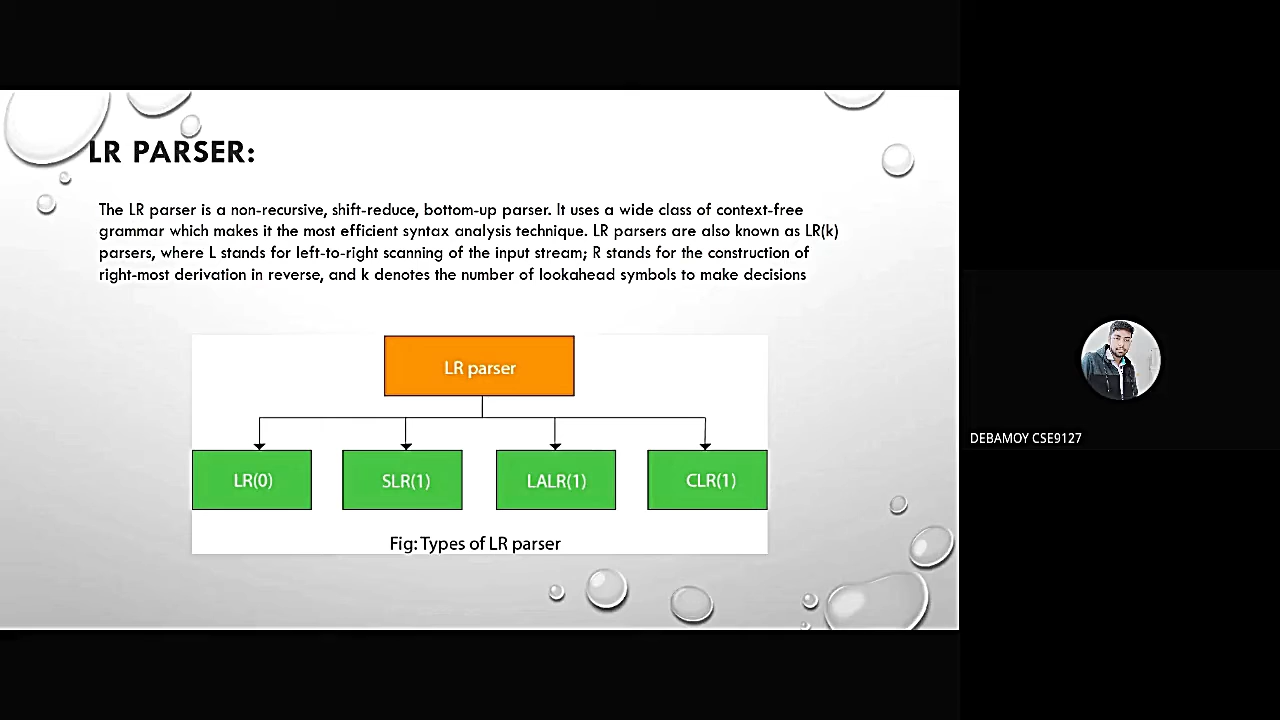 LR PARSER:
The LR parser is a non-recursive, shift-reduce, bottom-up parser. It uses a wide class of context-free
grammar which makes it the most efficient syntax analysis technique. LR parsers are also known as LR(k)
parsers, where L stands for left-to-right scanning of the input stream; R stands for the construction of
right-most derivation in reverse, and k denotes the number of lookahead symbols to make decisions
LR parser
LR(0)
SLR(1)
LALR(1)
CLR(1)
Fig: Types of LR parser
DEBAMOY CSE9127